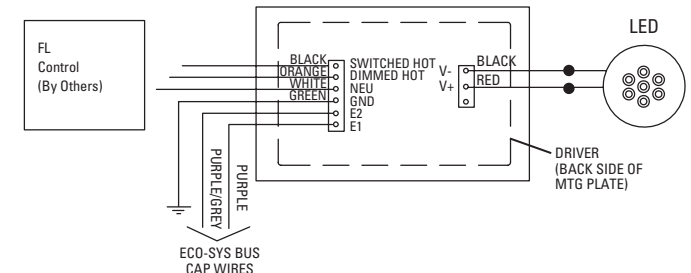 FL
Control
(By Others)
BLACK
ORANGE
WHITE
GREEN
SWITCHED HOT
DIMMED HOT
NEU
GND
E2
E1
V-
V+
BLACK
RED
LED
DRIVER
(BACK SIDE OF
MTG PLATE)
PURPLE/GREY
PURPLE
ECO-SYS BUS
CAP WIRES